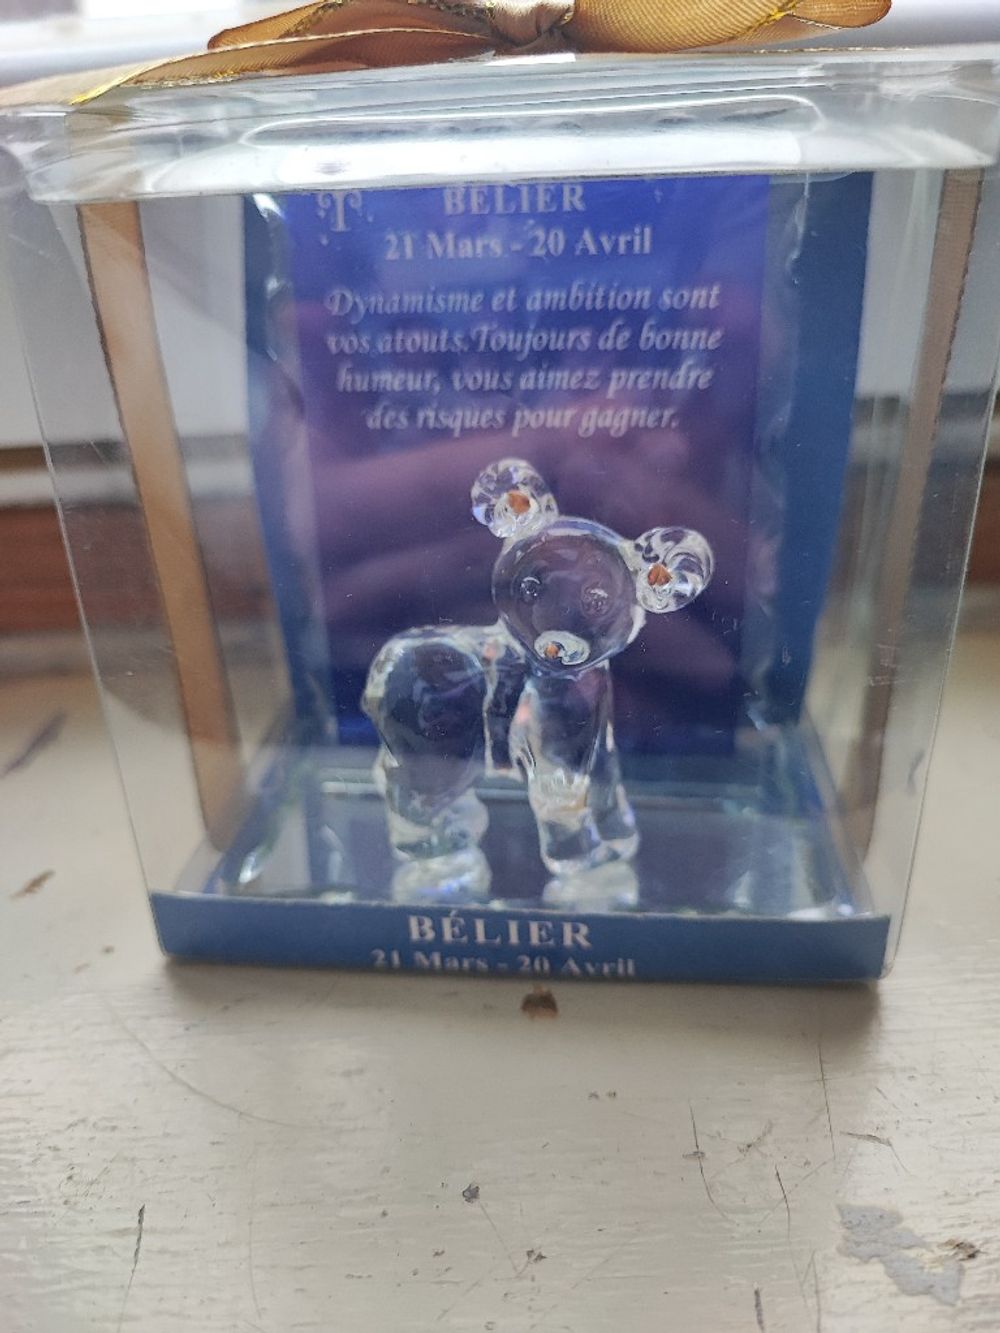 BÉLIER
21 Mars - 20 Avril
Dynamisme et ambition sont
vos atouts. Toujours de bonne
humeur, vous aimez prendre
des risques pour gagner.
BÉLIER
21 Mars - 20 Avril